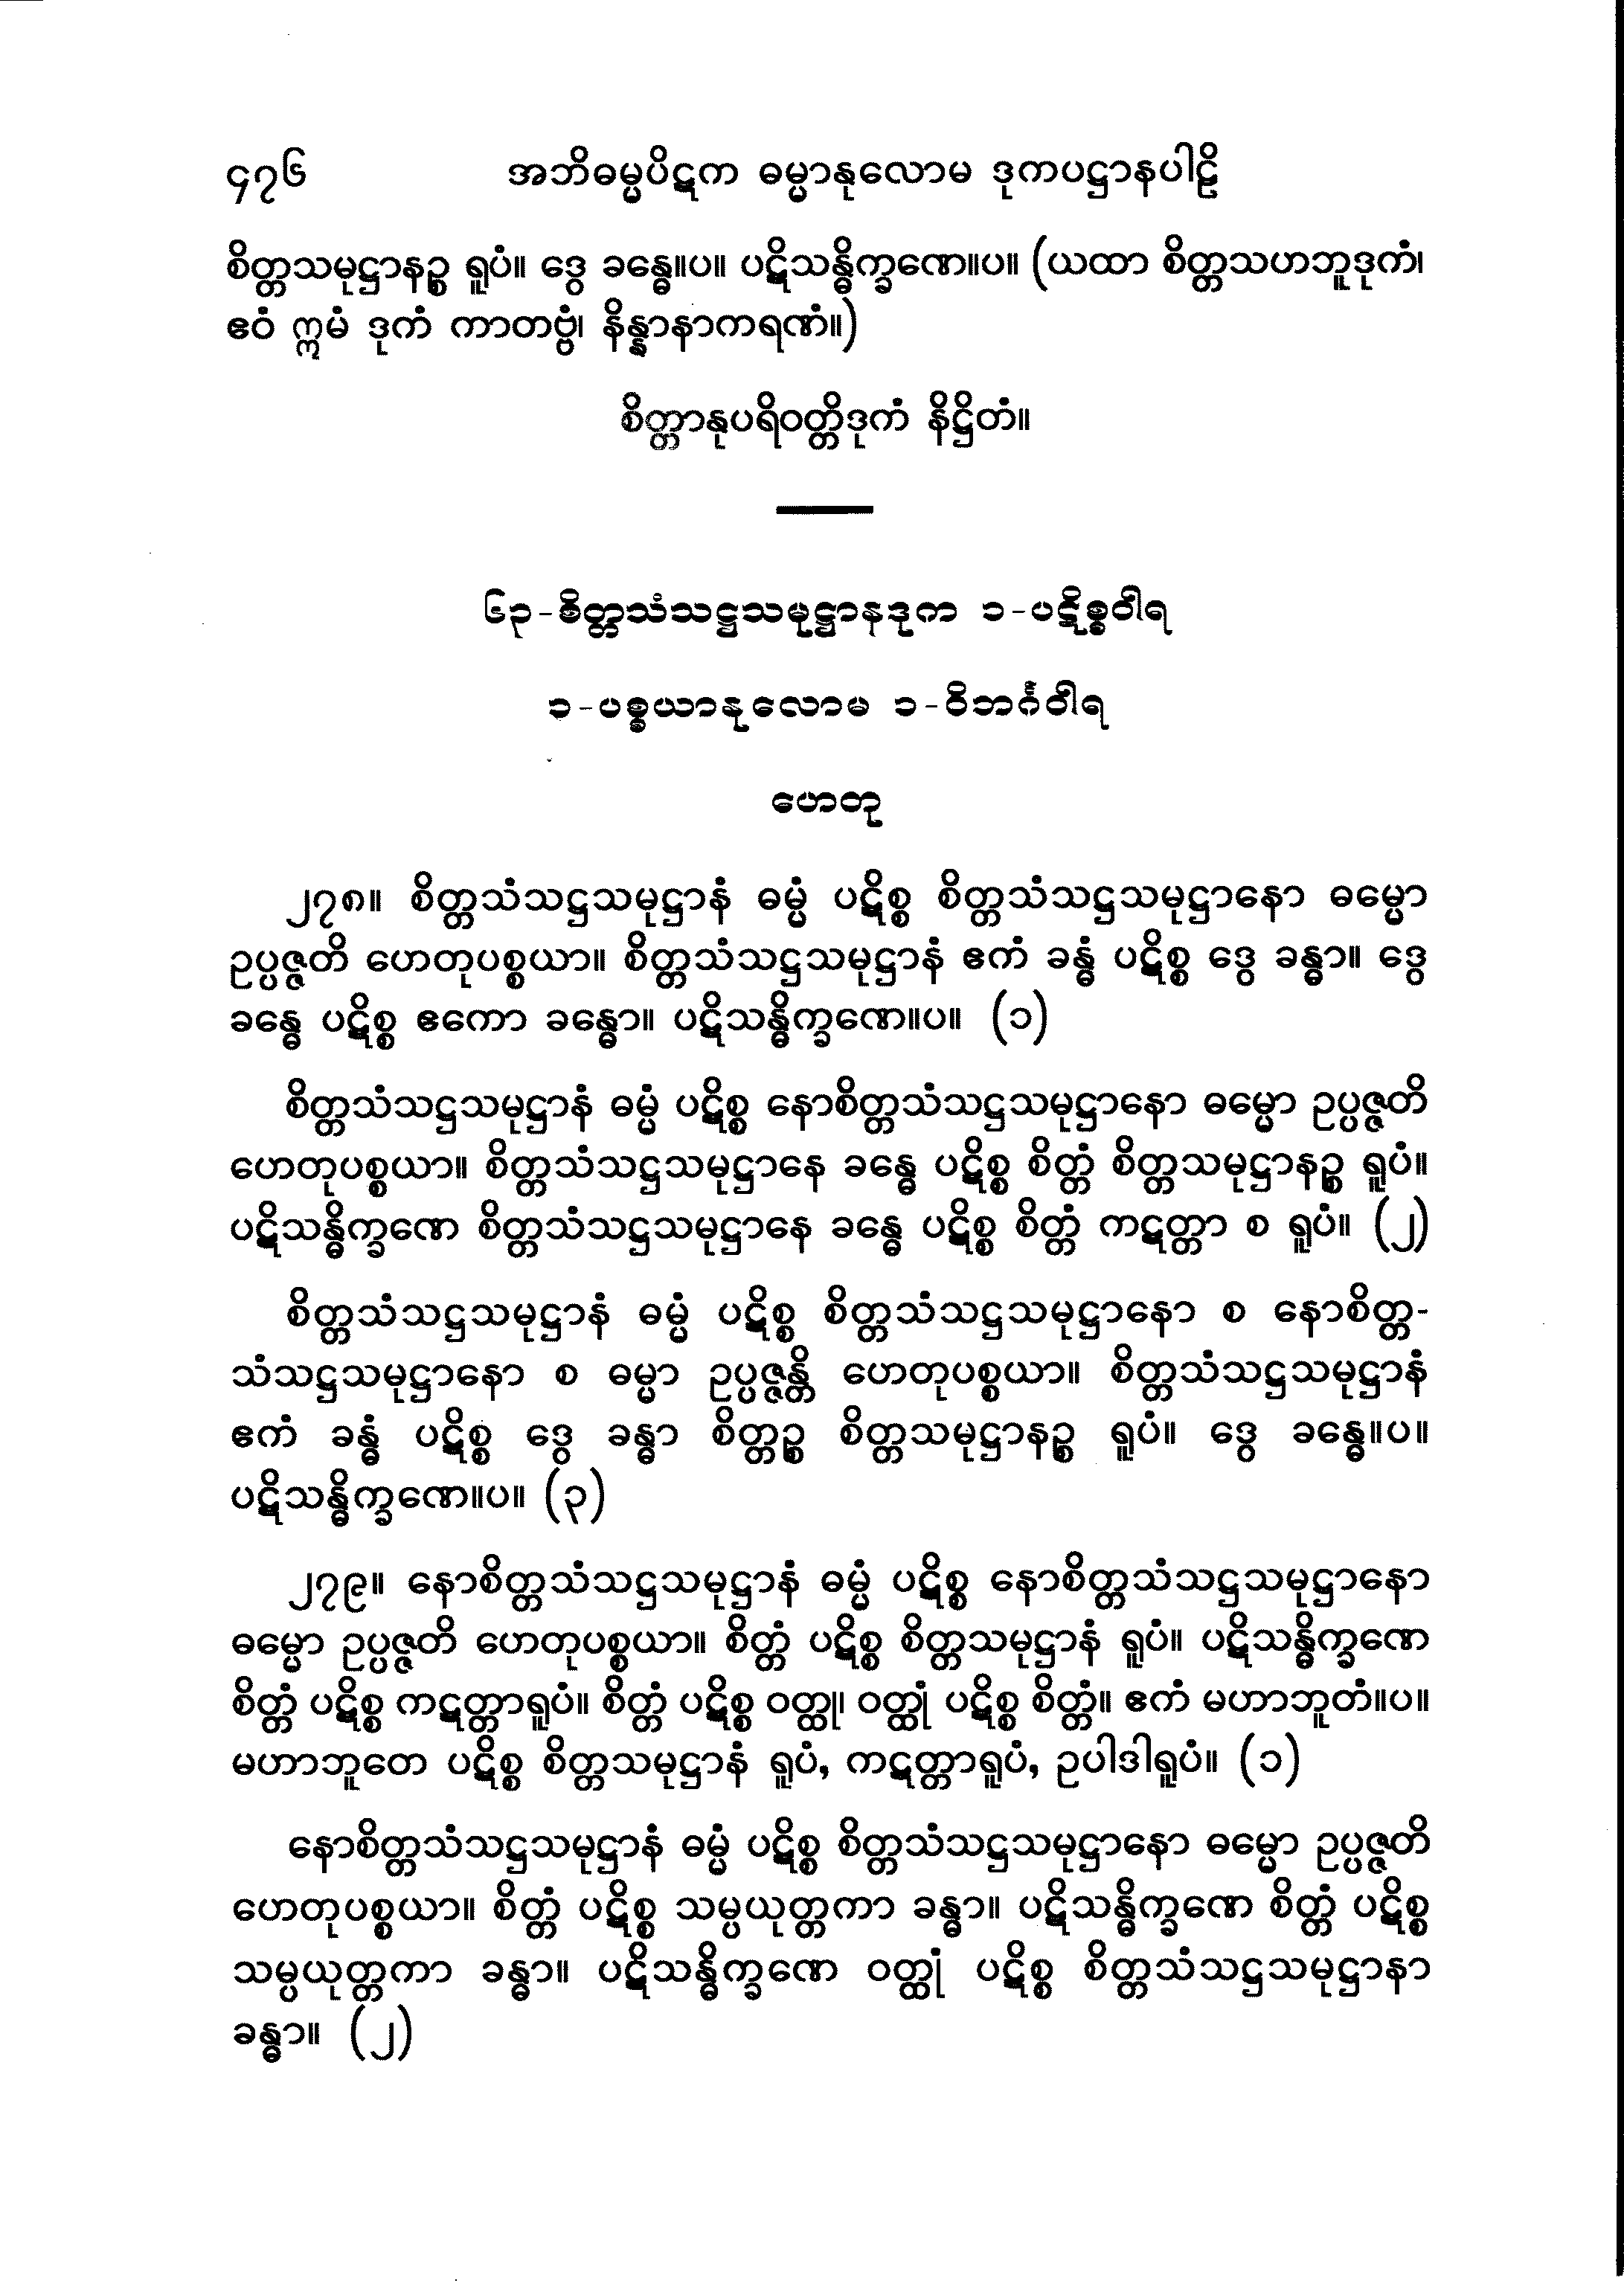 ၄၇၆ အဘိဓမ္မပိဋက ဓမ္မာနုလောမ ဒုကပဋ္ဌာနပါဠိ
စိတ္တသမုဋ္ဌာနဉ္စ ရူပံ။ ဒွေ ခန္ဓေ။ပ။ ပဋိသန္ဓိက္ခဏေ။ပ။ (ယထာ စိတ္တသဟဘူဒုကံ၊
ဧဝံ ဣမံ ဒုကံ ကာတဗ္ဗံ၊ နိန္နာနာကရဏံ။)
စိတ္တာနုပရိဝတ္တိဒုကံ နိဋ္ဌိတံ။
၆၃-စိတ္တသံသဋ္ဌသမုဋ္ဌာနဒုက ၁-ပဋိစ္စဝါရ
၁-ပစ္စယာနုလောမ ၁-ဝိဘင်္ဂဝါရ
ဟေတု
၂၇၈။ စိတ္တသံသဋ္ဌသမုဋ္ဌာနံ ဓမ္မံ ပဋိစ္စ စိတ္တသံသဋ္ဌသမုဋ္ဌာနော ဓမ္မော
ဥပ္ပဇ္ဇတိ ဟေတုပစ္စယာ။ စိတ္တသံသဋ္ဌသမုဋ္ဌာနံ ဧကံ ခန္ဓံ ပဋိစ္စ ဒွေ ခန္ဓာ။ ဒွေ
ခန္ဓေ ပဋိစ္စ ဧကော ခန္ဓော။ ပဋိသန္ဓိက္ခဏေ။ပ။ (၁)
စိတ္တသံသဋ္ဌသမုဋ္ဌာနံ ဓမ္မံ ပဋိစ္စ နောစိတ္တသံသဋ္ဌသမုဋ္ဌာနော ဓမ္မော ဥပ္ပဇ္ဇတိ
ဟေတုပစ္စယာ။ စိတ္တသံသဋ္ဌသမုဋ္ဌာနေ ခန္ဓေ ပဋိစ္စ စိတ္တံ စိတ္တသမုဋ္ဌာနဉ္စ ရူပံ။
ပဋိသန္ဓိက္ခဏေ စိတ္တသံသဋ္ဌသမုဋ္ဌာနေ ခန္ဓေ ပဋိစ္စ စိတ္တံ ကဋတ္တာ စ ရူပံ။ (၂)
စိတ္တသံသဋ္ဌသမုဋ္ဌာနံ ဓမ္မံ ပဋိစ္စ စိတ္တသံသဋ္ဌသမုဋ္ဌာနော စ နောစိတ္တ-
သံသဋ္ဌသမုဋ္ဌာနော စ ဓမ္မာ ဥပ္ပဇ္ဇန္တိ ဟေတုပစ္စယာ။ စိတ္တသံသဋ္ဌသမုဋ္ဌာနံ
ဧကံ ခန္ဓံ ပဋိစ္စ ဒွေ ခန္ဓာ စိတ္တဉ္စ စိတ္တသမုဋ္ဌာနဉ္စ ရူပံ။ ဒွေ ခန္ဓေ။ပ။
ပဋိသန္ဓိက္ခဏေ။ပ။ (၃)
၂၇၉။ နောစိတ္တသံသဋ္ဌသမုဋ္ဌာနံ ဓမ္မံ ပဋိစ္စ နောစိတ္တသံသဋ္ဌသမုဋ္ဌာနော
ဓမ္မော ဥပ္ပဇ္ဇတိ ဟေတုပစ္စယာ။ စိတ္တံ ပဋိစ္စ စိတ္တသမုဋ္ဌာနံ ရူပံ။ ပဋိသန္ဓိက္ခဏေ
စိတ္တံ ပဋိစ္စ ကဋတ္တာရူပံ။ စိတ္တံ ပဋိစ္စ ဝတ္ထု၊ ဝတ္ထုံ ပဋိစ္စ စိတ္တံ။ ဧကံ မဟာဘူတံ။ပ။
မဟာဘူတေ ပဋိစ္စ စိတ္တသမုဋ္ဌာနံ ရူပံ, ကဋတ္တာရူပံ, ဥပါဒါရူပံ။ (၁)
နောစိတ္တသံသဋ္ဌသမုဋ္ဌာနံ ဓမ္မံ ပဋိစ္စ စိတ္တသံသဋ္ဌသမုဋ္ဌာနော ဓမ္မော ဥပ္ပဇ္ဇတိ
ဟေတုပစ္စယာ။ စိတ္တံ ပဋိစ္စ သမ္ပယုတ္တကာ ခန္ဓာ။ ပဋိသန္ဓိက္ခဏေ စိတ္တံ ပဋိစ္စ
သမ္ပယုတ္တကာ ခန္ဓာ။ ပဋိသန္ဓိက္ခဏေ ဝတ္ထုံ ပဋိစ္စ စိတ္တသံသဋ္ဌသမုဋ္ဌာနာ
ခန္ဓာ။ (၂)